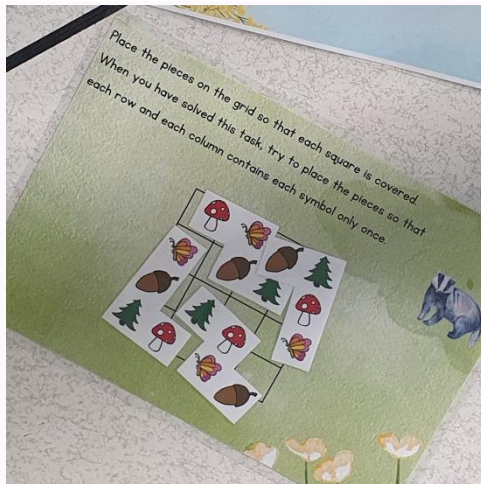 Place the pieces on the grid so that each square is covered.
When you have solved this task, try to place the pieces so that
each row and each column contains each symbol only once.